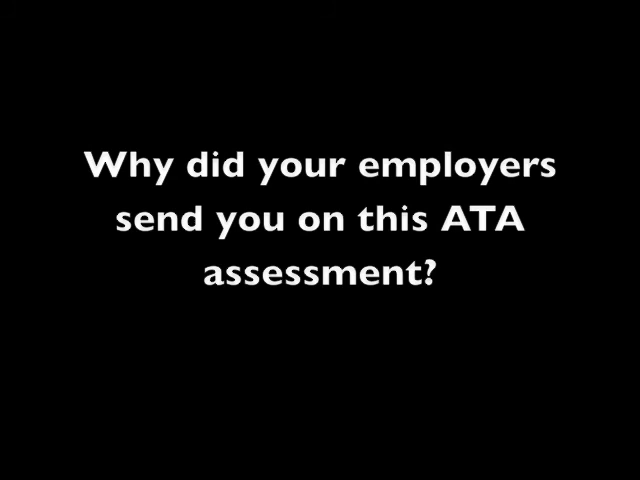 Why did your employers
send you on this ATA
assessment?